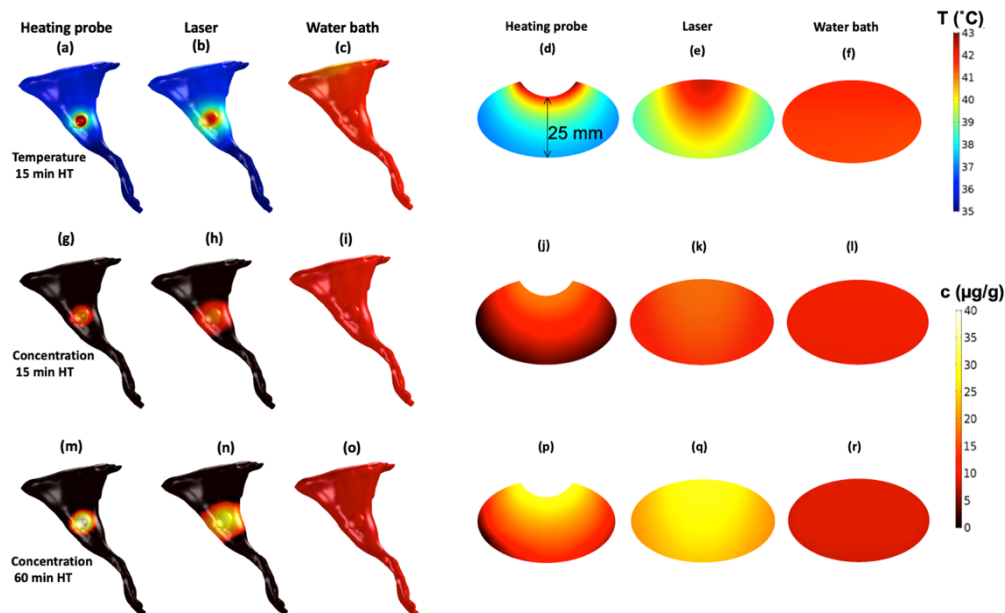 Heating probe Laser Water bath Heating probe Laser Water bath T (˚C)
(a) (b) (c) (d) (e) (f)
43
42
41
40
39
38
37
36
35
25 mm
Temperature
15 min HT
(g) (h) (i) (j) (k) (l)
Concentration
15 min HT
c (µg/g)
40
35
30
25
20
15
10
5
0
(m) (n) (o) (p) (q) (r)
Concentration
60 min HT